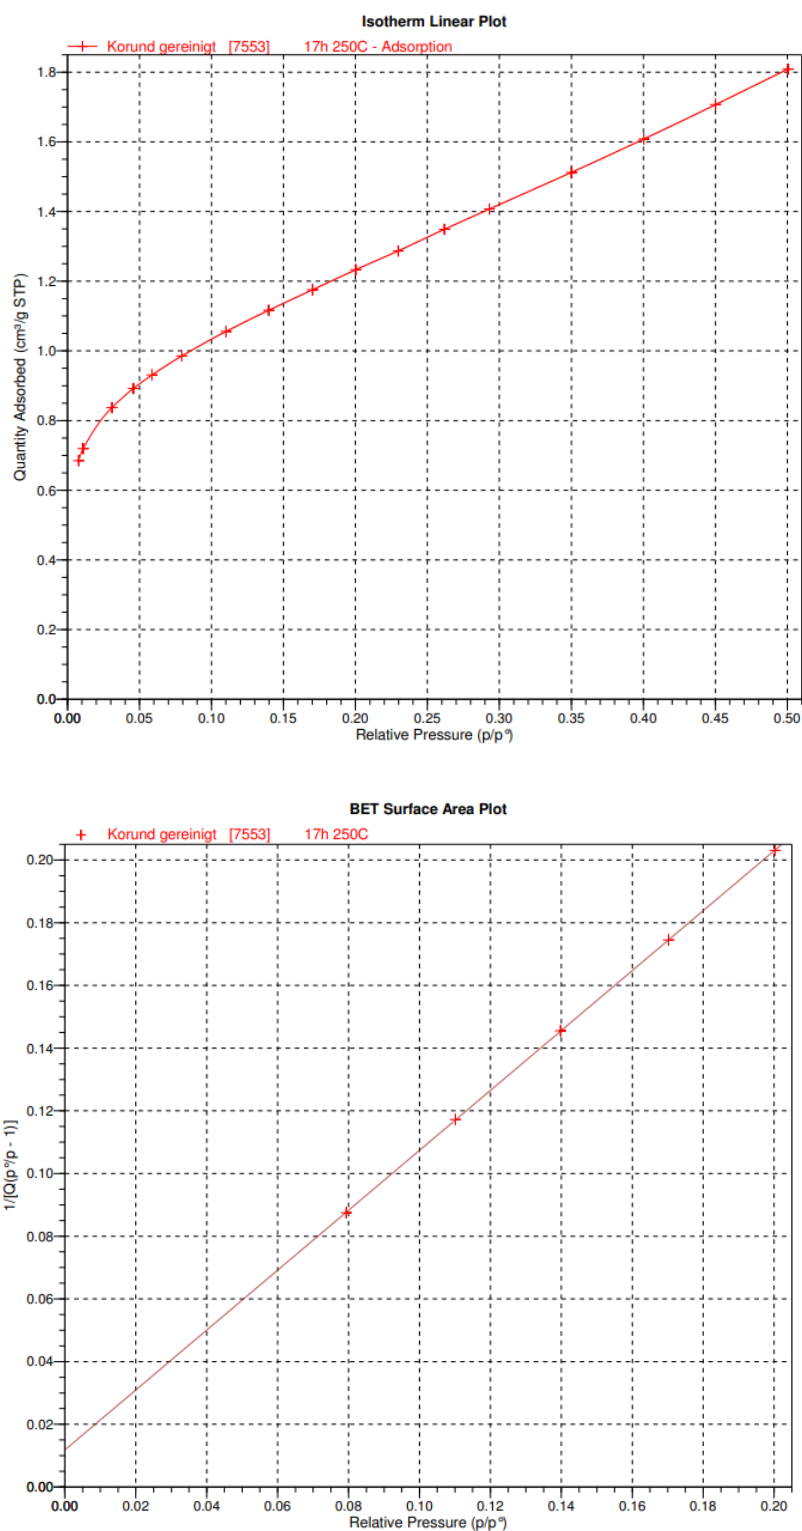 Isotherm Linear Plot
Korund gereinigt [7553] 17h 250C - Adsorption
1.8
1.6
1.4
1.2
1.0
0.8
0.6
0.4
0.2
0.0
Quantity Adsorbed (cm³/g STP)
0.00 0.05 0.10 0.15 0.20 0.25 0.30 0.35 0.40 0.45 0.50
Relative Pressure (p/p°)
BET Surface Area Plot
Korund gereinigt [7553] 17h 250C
0.20
0.18
0.16
0.14
0.12
0.10
0.08
0.06
0.04
0.02
0.00
1/[Q(p°/p - 1)]
0.00 0.02 0.04 0.06 0.08 0.10 0.12 0.14 0.16 0.18 0.20
Relative Pressure (p/p°)